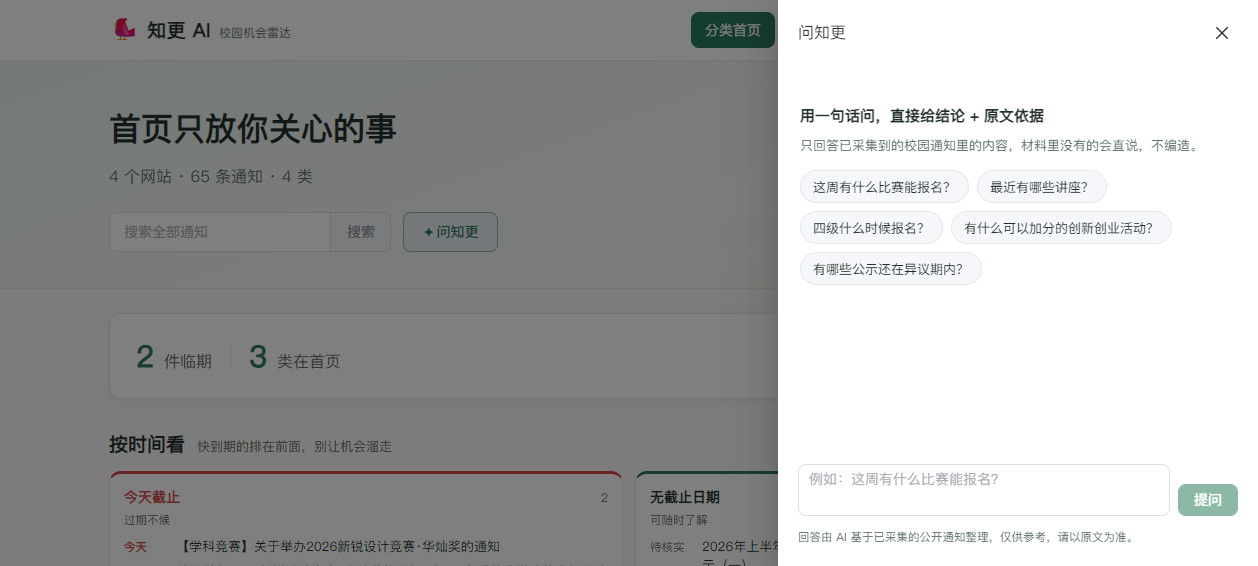 知更 AI 校园机会雷达
分类首页
首页只放你关心的事
4 个网站 · 65 条通知 · 4 类
搜索全部通知
搜索
✦问知更
2 件临期
3 类在首页
按时间看 快到期的排在前面，别让机会溜走
今天截止 2
过期不候
今天 【学科竞赛】关于举办2026新锐设计竞赛·华灿奖的通知
无截止日期
可随时了解
待核实 2026年上半年
示（一）
问知更
用一句话问，直接给结论 + 原文依据
只回答已采集到的校园通知里的内容，材料里没有的会直说，不编造。
这周有什么比赛能报名？
最近有哪些讲座？
四级什么时候报名？
有什么可以加分的创新创业活动？
有哪些公示还在异议期内？
例如：这周有什么比赛能报名？
提问
回答由 AI 基于已采集的公开通知整理，仅供参考，请以原文为准。